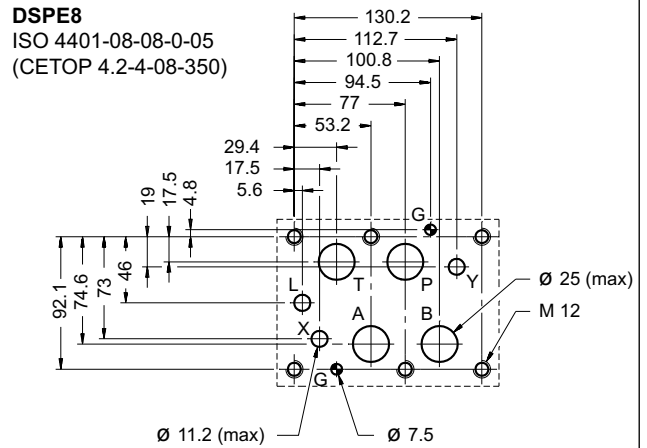 DSPE8
ISO 4401-08-08-0-05
(CETOP 4.2-4-08-350)
130.2
112.7
100.8
94.5
77
53.2
29.4
17.5
5.6
19
17.5
4.8
92.1
74.6
73
46
G
T
P
Y
L
X
A
B
G
Ø 25 (max)
M 12
Ø 11.2 (max)
Ø 7.5